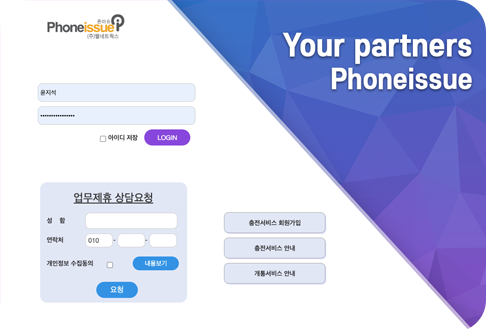 폰이슈
Phoneissue
(주)벨네트웍스
Your partners
Phoneissue
윤지석
••••••••••••••••
아이디 저장
LOGIN
업무제휴 상담요청
성 함
연락처
010 - -
개인정보 수집동의
내용보기
요청
충전서비스 회원가입
충전서비스 안내
개통서비스 안내